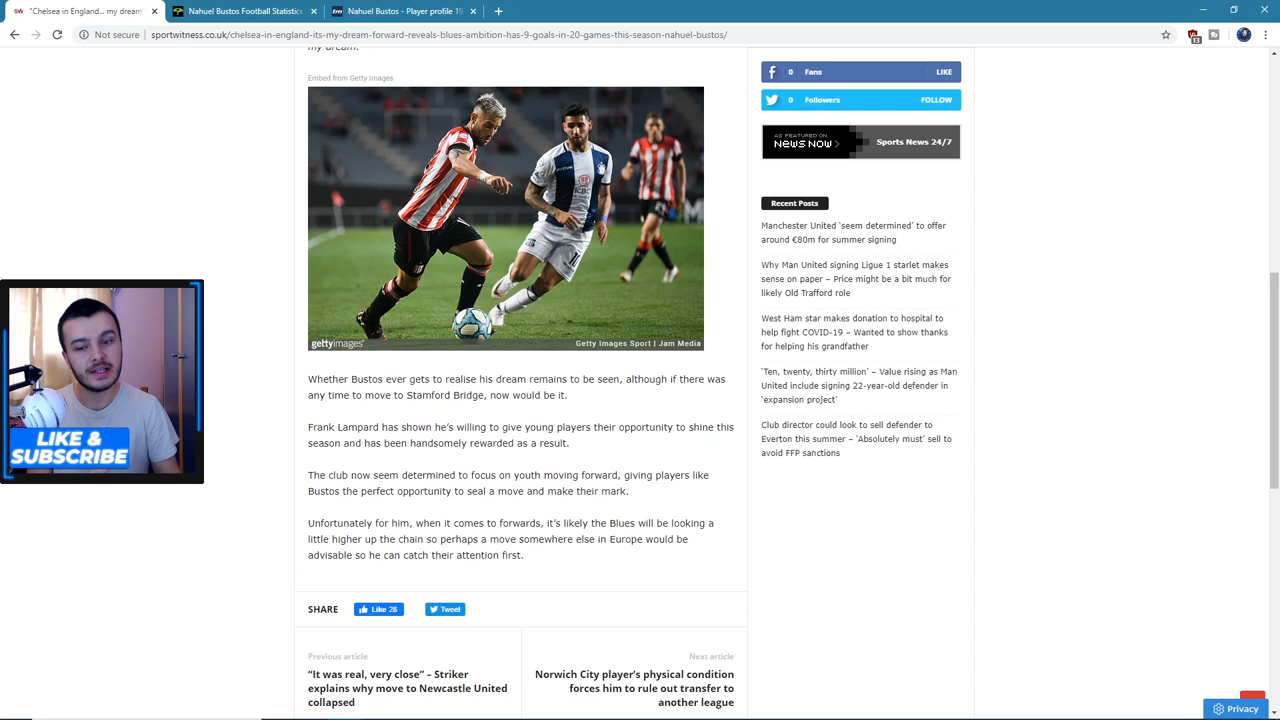 "Chelsea in England... my dream"
Nahuel Bustos Football Statistics
Nahuel Bustos - Player profile 19
Not secure
sportwitness.co.uk/chelsea-in-england-its-my-dream-forward-reveals-blues-ambition-has-9-goals-in-20-games-this-season-nahuel-bustos/
13
my dream.
Embed from Getty Images
gettyimages
Getty Images Sport | Jam Media
Whether Bustos ever gets to realise his dream remains to be seen, although if there was
any time to move to Stamford Bridge, now would be it.
Frank Lampard has shown he's willing to give young players their opportunity to shine this
season and has been handsomely rewarded as a result.
The club now seem determined to focus on youth moving forward, giving players like
Bustos the perfect opportunity to seal a move and make their mark.
Unfortunately for him, when it comes to forwards, it's likely the Blues will be looking a
little higher up the chain so perhaps a move somewhere else in Europe would be
advisable so he can catch their attention first.
SHARE
Like 28
Tweet
Previous article
"It was real, very close" – Striker
explains why move to Newcastle United
collapsed
Next article
Norwich City player's physical condition
forces him to rule out transfer to
another league
0 Fans LIKE
0 Followers FOLLOW
AS FEATURED ON
NEWS NOW
Sports News 24/7
Recent Posts
Manchester United 'seem determined' to offer
around €80m for summer signing
Why Man United signing Ligue 1 starlet makes
sense on paper – Price might be a bit much for
likely Old Trafford role
West Ham star makes donation to hospital to
help fight COVID-19 – Wanted to show thanks
for helping his grandfather
'Ten, twenty, thirty million' – Value rising as Man
United include signing 22-year-old defender in
'expansion project'
Club director could look to sell defender to
Everton this summer – 'Absolutely must' sell to
avoid FFP sanctions
LIKE &
SUBSCRIBE
Privacy